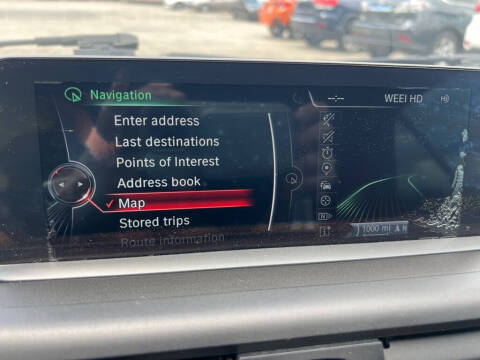 Navigation
--:--
WEEI HD
Enter address
Last destinations
Points of Interest
Address book
Map
Stored trips
Route information
N
1000 mi
N